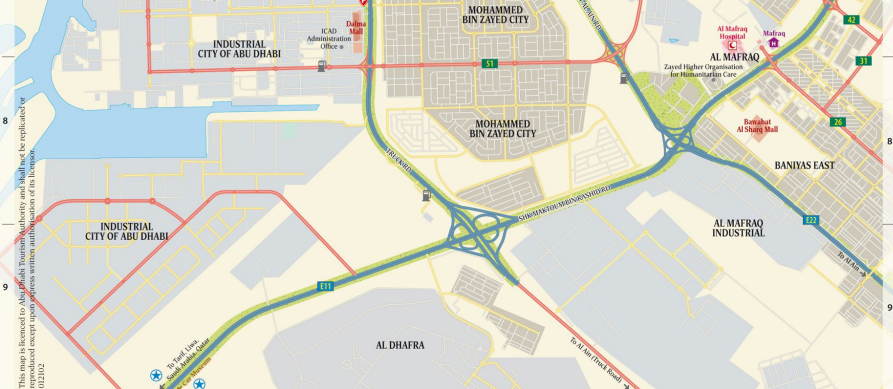 MOHAMMED
BIN ZAYED CITY
Dalma
Mall
ICAD
Administration
Office
INDUSTRIAL
CITY OF ABU DHABI
42
Al Mafraq
Hospital
Mafraq
H
AL MAFRAQ
51
Zayed Higher Organisation
for Humanitarian Care
31
8
MOHAMMED
BIN ZAYED CITY
Bawabat
Al Sharq Mall
26
8
TRUCK RD
BANIYAS EAST
SHK MAKTOUM BIN RASHID RD
INDUSTRIAL
CITY OF ABU DHABI
AL MAFRAQ
INDUSTRIAL
E22
To Al Ain
9
E11
9
AL DHAFRA
To Al Ain (Truck Road)
To Tarif, Liwa,
Saudi Arabia, Qatar
Car Museum
This map is licenced to Abu Dhabi Tourism Authority and shall not be replicated or
reproduced except upon express written authorisation of its licensor.
012102